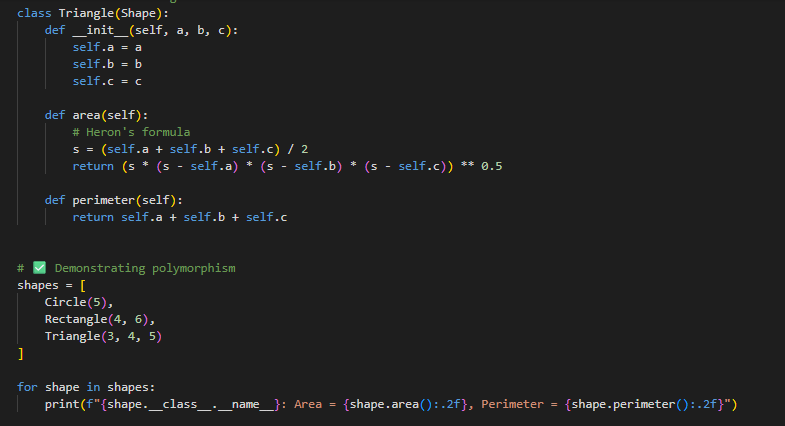 class Triangle(Shape):
    def __init__(self, a, b, c):
        self.a = a
        self.b = b
        self.c = c

    def area(self):
        # Heron's formula
        s = (self.a + self.b + self.c) / 2
        return (s * (s - self.a) * (s - self.b) * (s - self.c)) ** 0.5

    def perimeter(self):
        return self.a + self.b + self.c


# ✅ Demonstrating polymorphism
shapes = [
    Circle(5),
    Rectangle(4, 6),
    Triangle(3, 4, 5)
]

for shape in shapes:
    print(f"{shape.__class__.__name__}: Area = {shape.area():.2f}, Perimeter = {shape.perimeter():.2f}")